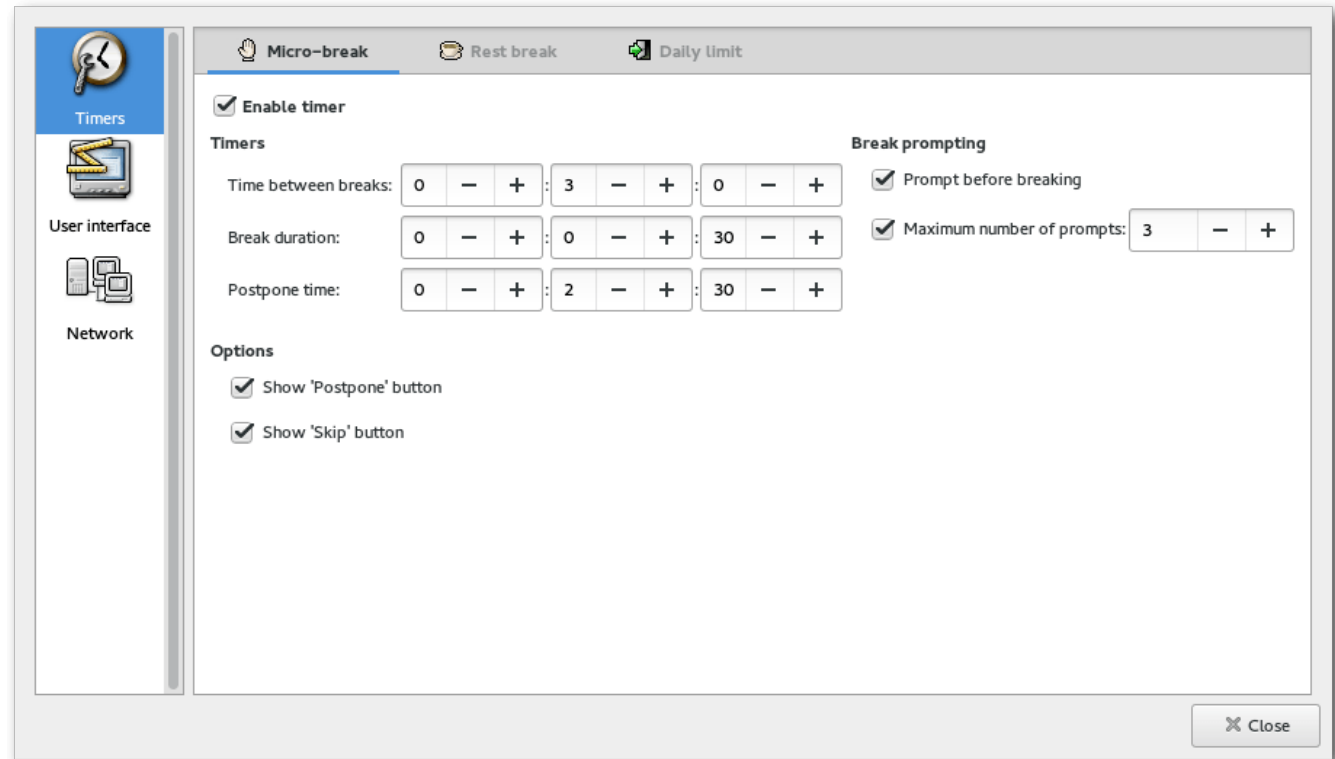 Micro-break Rest break Daily limit
Timers
User interface
Network
Enable timer
Timers
Time between breaks: 0 − + : 3 − + : 0 − +
Break duration: 0 − + : 0 − + : 30 − +
Postpone time: 0 − + : 2 − + : 30 − +
Options
Show 'Postpone' button
Show 'Skip' button
Break prompting
Prompt before breaking
Maximum number of prompts: 3 − +
Close